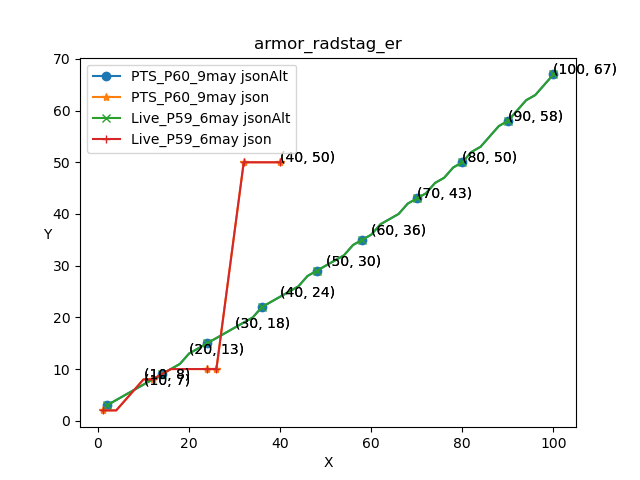 armor_radstag_er
PTS_P60_9may jsonAlt
PTS_P60_9may json
Live_P59_6may jsonAlt
Live_P59_6may json
70
60
50
40
30
20
10
0
Y
(100, 67)
(90, 58)
(80, 50)
(40, 50)
(70, 43)
(60, 36)
(50, 30)
(40, 24)
(30, 18)
(20, 13)
(10, 8)
(10, 7)
0 20 40 60 80 100
X